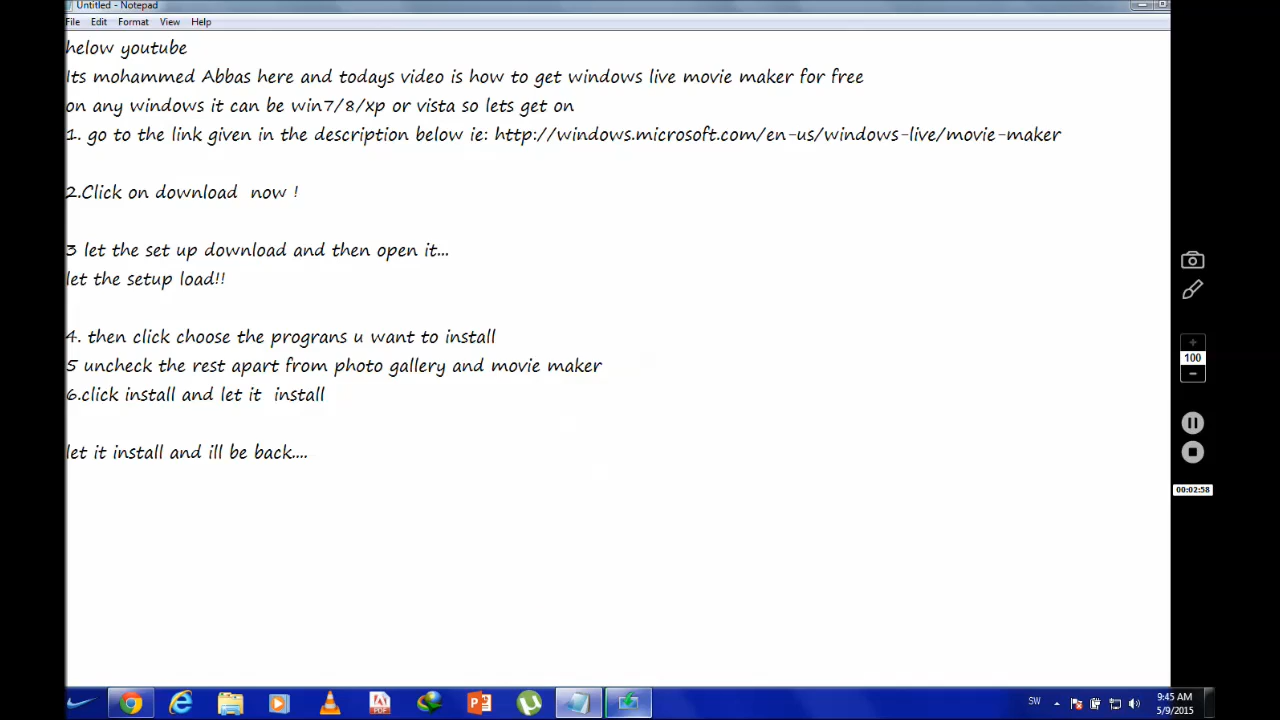 Untitled - Notepad
File Edit Format View Help
helow youtube
Its mohammed Abbas here and todays video is how to get windows live movie maker for free
on any windows it can be win7/8/xp or vista so lets get on
1. go to the link given in the description below ie: http://windows.microsoft.com/en-us/windows-live/movie-maker
2.Click on download  now !
3 let the set up download and then open it...
let the setup load!!
4. then click choose the prograns u want to install
5 uncheck the rest apart from photo gallery and movie maker
6.click install and let it  install
let it install and ill be back....
100
00:02:58
SW
9:45 AM
5/9/2015